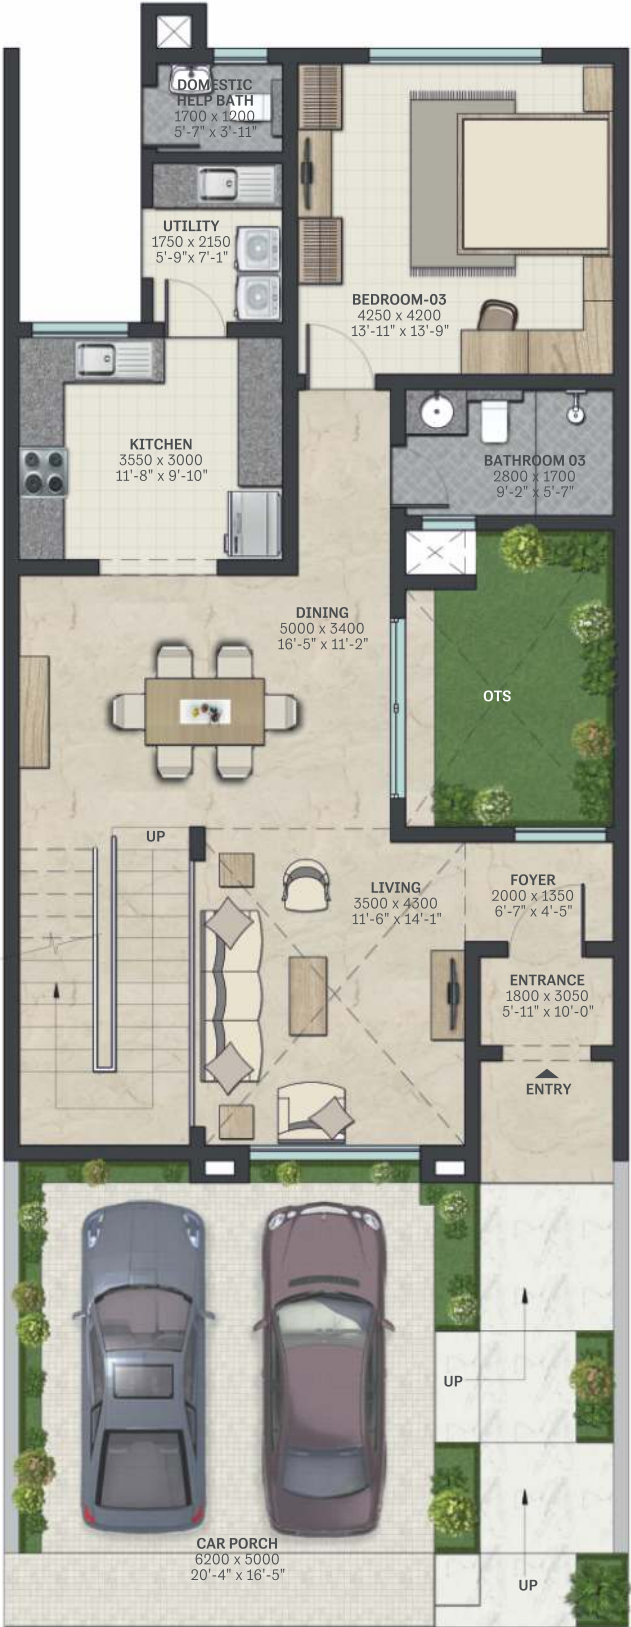 DOMESTIC
HELP BATH
1700 x 1200
5'-7" x 3'-11"
UTILITY
1750 x 2150
5'-9"x 7'-1"
BEDROOM-03
4250 x 4200
13'-11" x 13'-9"
KITCHEN
3550 x 3000
11'-8" x 9'-10"
BATHROOM 03
2800 x 1700
9'-2" x 5'-7"
DINING
5000 x 3400
16'-5" x 11'-2"
OTS
UP
LIVING
3500 x 4300
11'-6" x 14'-1"
FOYER
2000 x 1350
6'-7" x 4'-5"
ENTRANCE
1800 x 3050
5'-11" x 10'-0"
ENTRY
UP
CAR PORCH
6200 x 5000
20'-4" x 16'-5"
UP